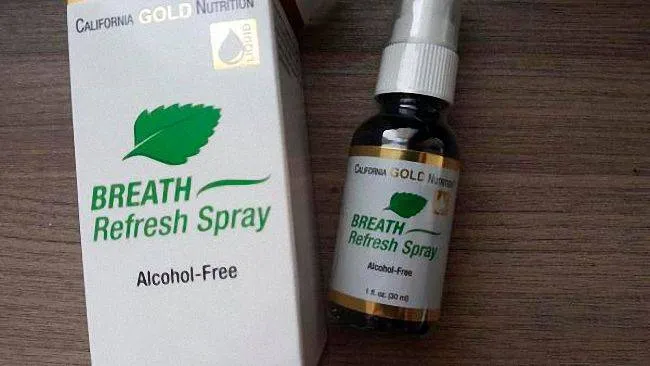 CALIFORNIA GOLD NUTRITION
LIQUID
BREATH
Refresh Spray
Alcohol-Free
CALIFORNIA GOLD NUTRITION
BREATH
Refresh Spray
Alcohol-Free
1 fl. oz. (30 ml)